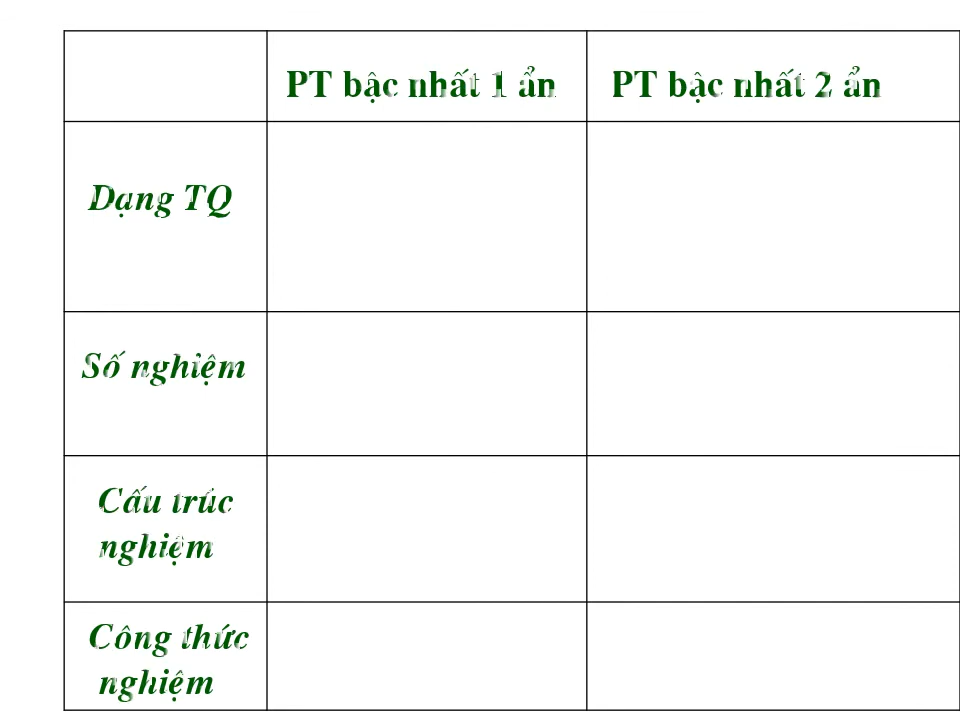 PT bậc nhất 1 ẩn
PT bậc nhất 2 ẩn
Dạng TQ
Số nghiệm
Cấu trúc
nghiệm
Công thức
nghiệm